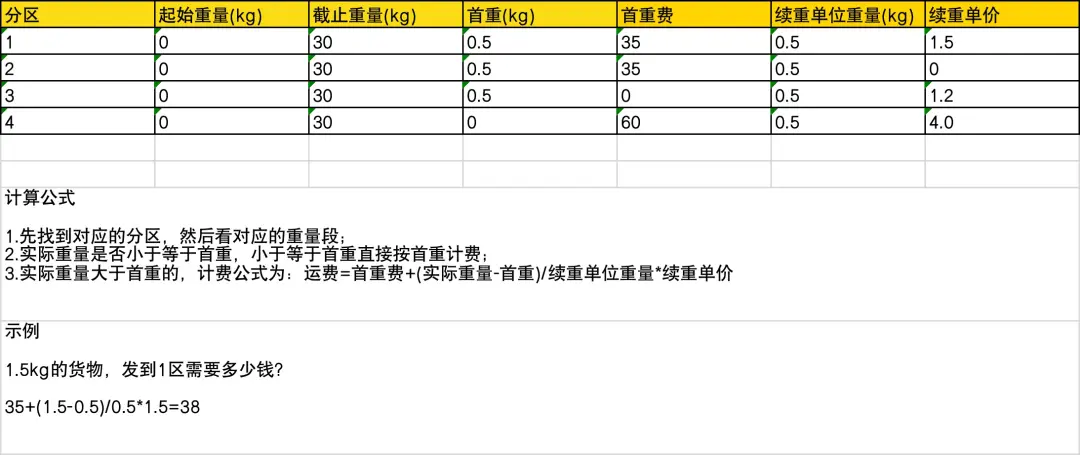 分区 起始重量(kg) 截止重量(kg) 首重(kg) 首重费 续重单位重量(kg) 续重单价
1 0 30 0.5 35 0.5 1.5
2 0 30 0.5 35 0.5 0
3 0 30 0.5 0 0.5 1.2
4 0 30 0 60 0.5 4.0
计算公式
1.先找到对应的分区，然后看对应的重量段；
2.实际重量是否小于等于首重，小于等于首重直接按首重计费；
3.实际重量大于首重的，计费公式为：运费=首重费+(实际重量-首重)/续重单位重量*续重单价
示例
1.5kg的货物，发到1区需要多少钱？
35+(1.5-0.5)/0.5*1.5=38